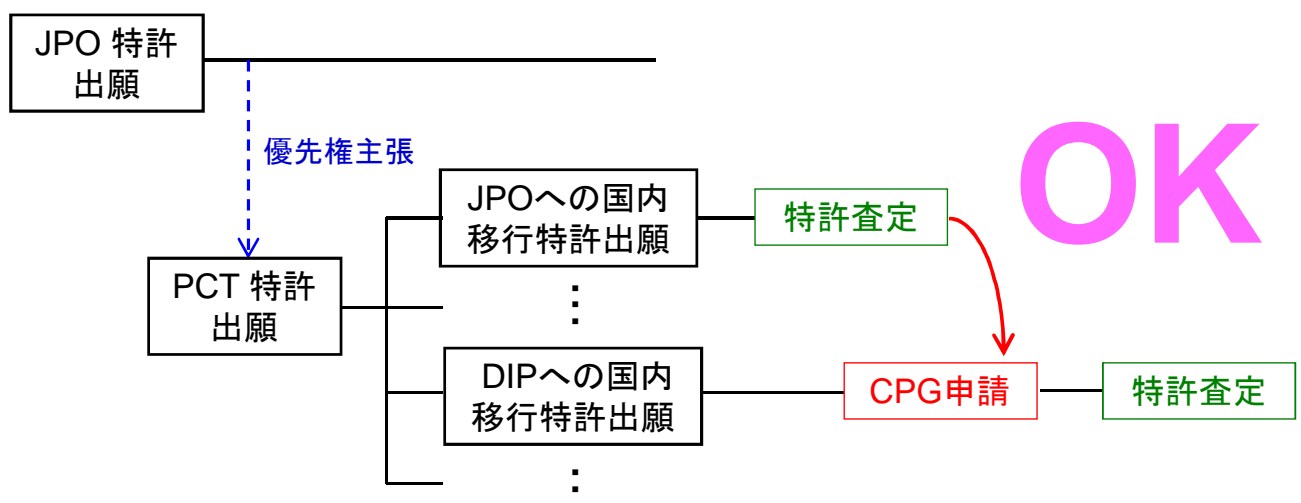 JPO 特許
出願
優先権主張
OK
JPOへの国内
移行特許出願
特許査定
PCT 特許
出願
⋮
DIPへの国内
移行特許出願
CPG申請
特許査定
⋮